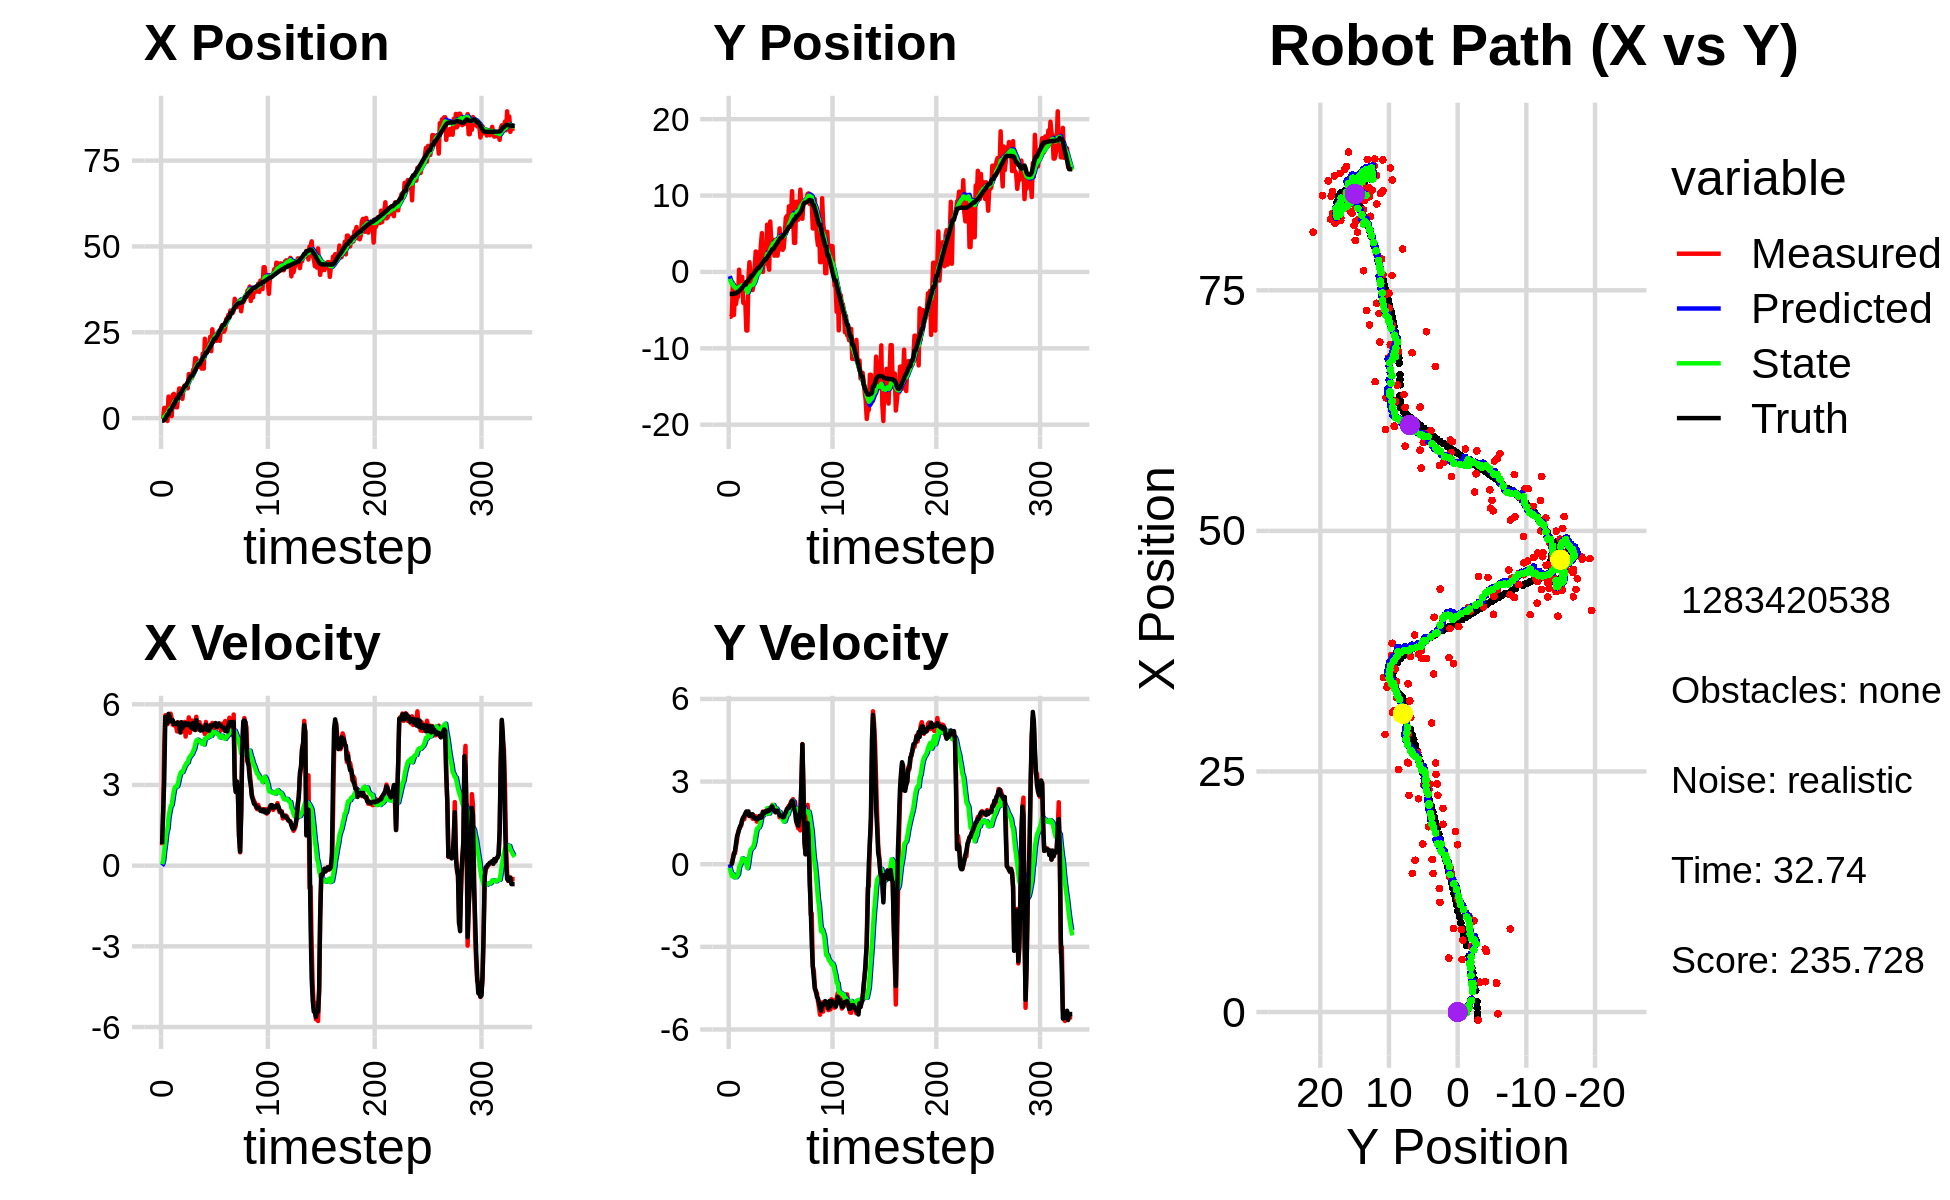 X Position
75
50
25
0
0
100
200
300
timestep
Y Position
20
10
0
-10
-20
0
100
200
300
timestep
X Velocity
6
3
0
-3
-6
0
100
200
300
timestep
Y Velocity
6
3
0
-3
-6
0
100
200
300
timestep
Robot Path (X vs Y)
X Position
75
50
25
0
20 10 0 -10 -20
Y Position
variable
Measured
Predicted
State
Truth
1283420538
Obstacles: none
Noise: realistic
Time: 32.74
Score: 235.728